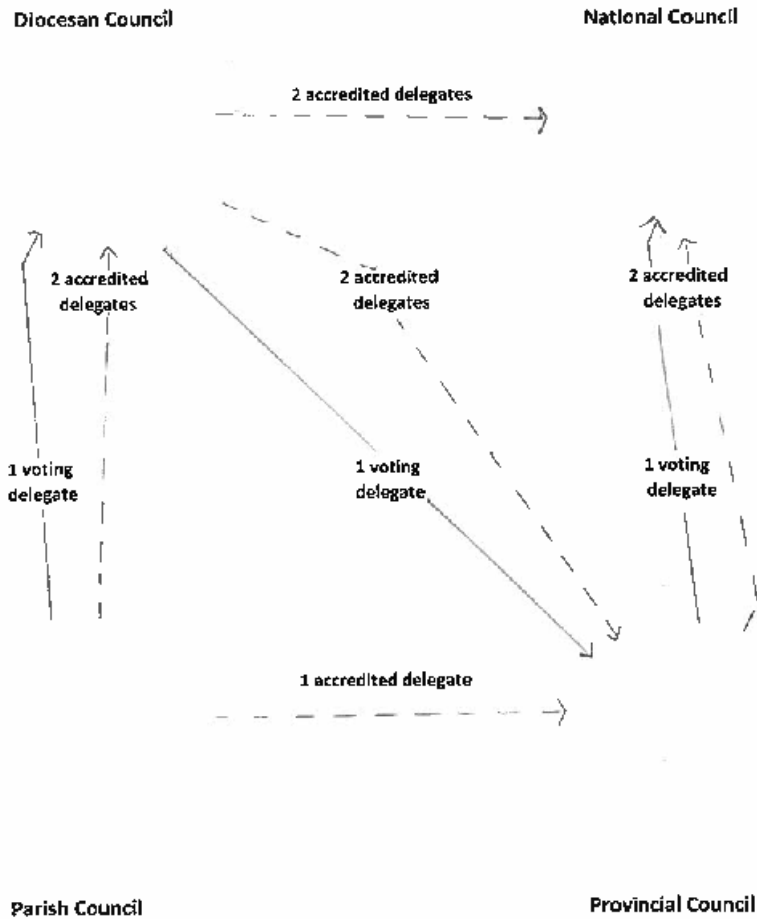 Diocesan Council
National Council
2 accredited delegates
2 accredited
delegates
2 accredited
delegates
2 accredited
delegates
1 voting
delegate
1 voting
delegate
1 voting
delegate
1 accredited delegate
Parish Council
Provincial Council